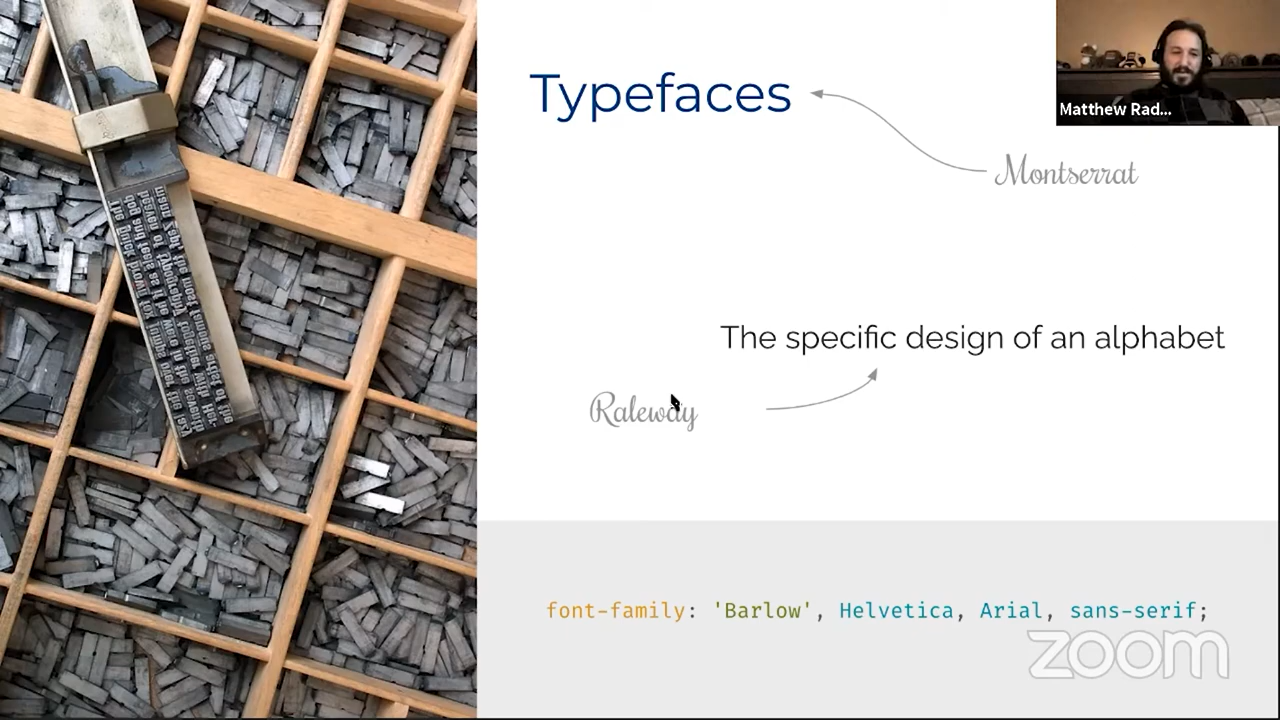 Typefaces
Matthew Rad...
Montserrat
The specific design of an alphabet
Raleway
font-family: 'Barlow', Helvetica, Arial, sans-serif;
zoom